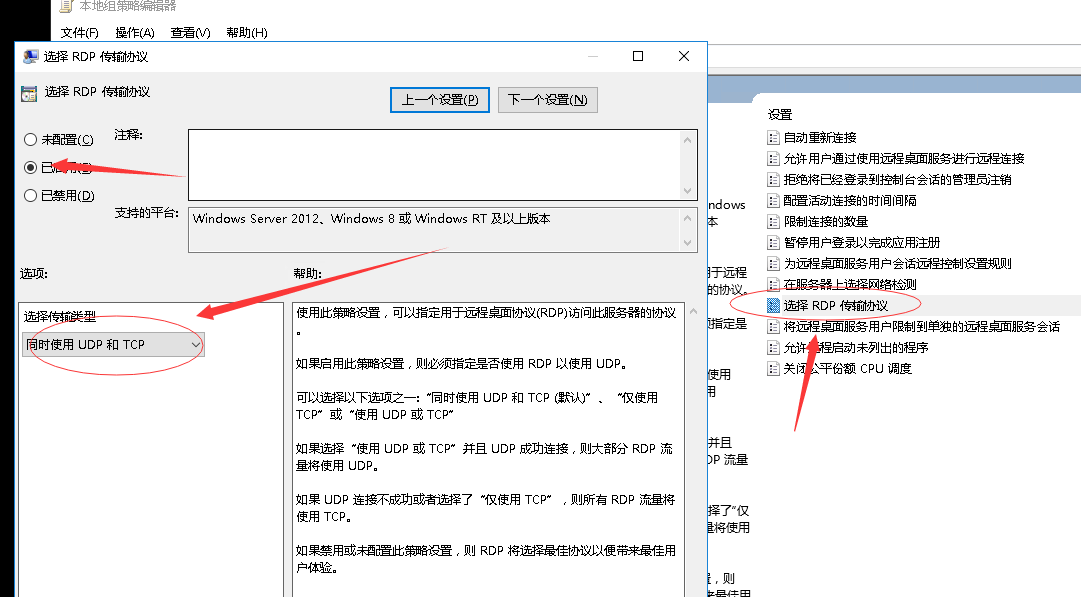 本地组策略编辑器
文件(F) 操作(A) 查看(V) 帮助(H)
选择 RDP 传输协议
选择 RDP 传输协议
上一个设置(P)
下一个设置(N)
未配置(C)
注释:
已禁用(D)
支持的平台:
Windows Server 2012、Windows 8 或 Windows RT 及以上版本
选项:
帮助:
选择传输类型
同时使用 UDP 和 TCP
使用此策略设置，可以指定用于远程桌面协议(RDP)访问此服务器的协议
。
如果启用此策略设置，则必须指定是否使用 RDP 以使用 UDP。
可以选择以下选项之一:“同时使用 UDP 和 TCP (默认)”、“仅使用
TCP”或“使用 UDP 或 TCP”
如果选择“使用 UDP 或 TCP”并且 UDP 成功连接，则大部分 RDP 流
量将使用 UDP。
如果 UDP 连接不成功或者选择了“仅使用 TCP”，则所有 RDP 流量将
使用 TCP。
如果禁用或未配置此策略设置，则 RDP 将选择最佳协议以便带来最佳用
户体验。
ndows
本
于远程
的协议。
须指定是
使用
用
并且
DP 流量
择了“仅
量将使用
，则
来最佳用
设置
自动重新连接
允许用户通过使用远程桌面服务进行远程连接
拒绝将已经登录到控制台会话的管理员注销
配置活动连接的时间间隔
限制连接的数量
暂停用户登录以完成应用注册
为远程桌面服务用户会话远程控制设置规则
在服务器上选择网络检测
选择 RDP 传输协议
将远程桌面服务用户限制到单独的远程桌面服务会话
允许远程启动未列出的程序
关闭公平份额 CPU 调度